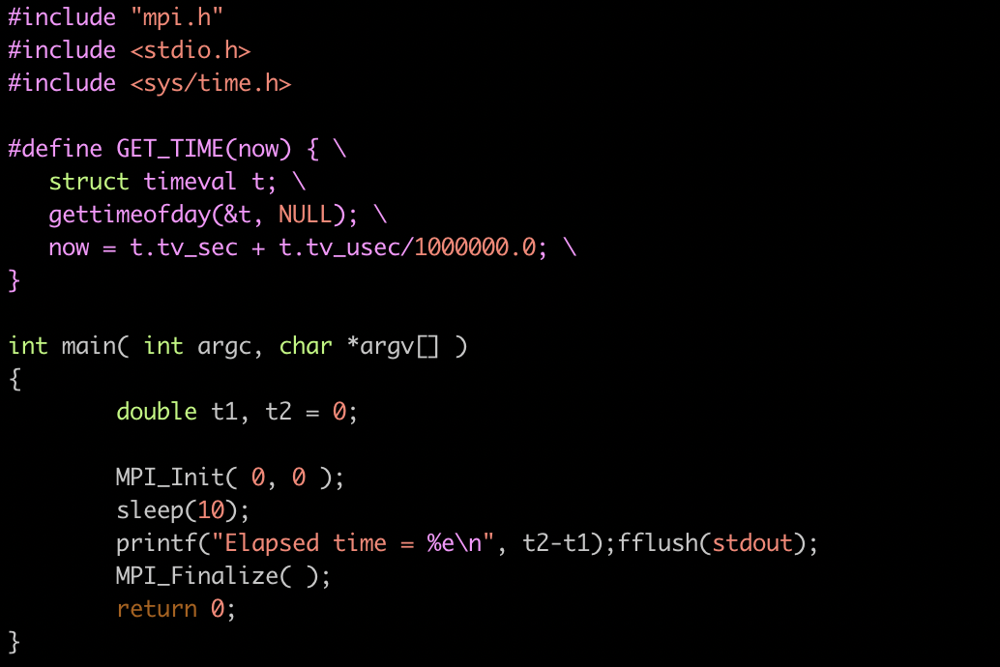 #include "mpi.h"
#include <stdio.h>
#include <sys/time.h>

#define GET_TIME(now) { \
   struct timeval t; \
   gettimeofday(&t, NULL); \
   now = t.tv_sec + t.tv_usec/1000000.0; \
}

int main( int argc, char *argv[] )
{
        double t1, t2 = 0;

        MPI_Init( 0, 0 );
        sleep(10);
        printf("Elapsed time = %e\n", t2-t1);fflush(stdout);
        MPI_Finalize( );
        return 0;
}